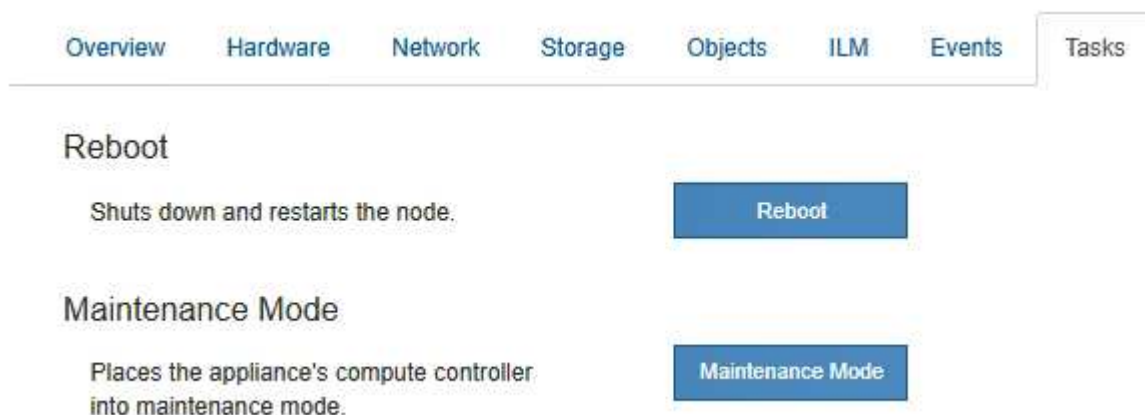 Overview Hardware Network Storage Objects ILM Events Tasks
Reboot
Shuts down and restarts the node.
Reboot
Maintenance Mode
Places the appliance's compute controller
into maintenance mode.
Maintenance Mode